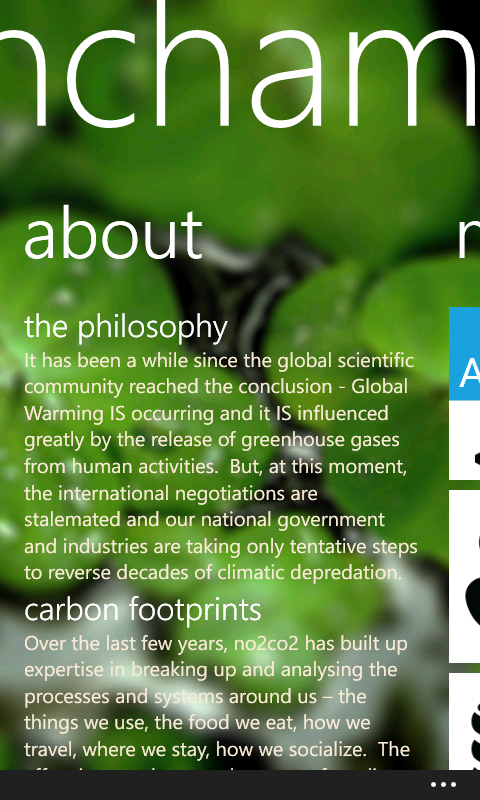 ncham
about
the philosophy
It has been a while since the global scientific
community reached the conclusion - Global
Warming IS occurring and it IS influenced
greatly by the release of greenhouse gases
from human activities.  But, at this moment,
the international negotiations are
stalemated and our national government
and industries are taking only tentative steps
to reverse decades of climatic depredation.
carbon footprints
Over the last few years, no2co2 has built up
expertise in breaking up and analysing the
processes and systems around us – the
things we use, the food we eat, how we
travel, where we stay, how we socialize.  The
A